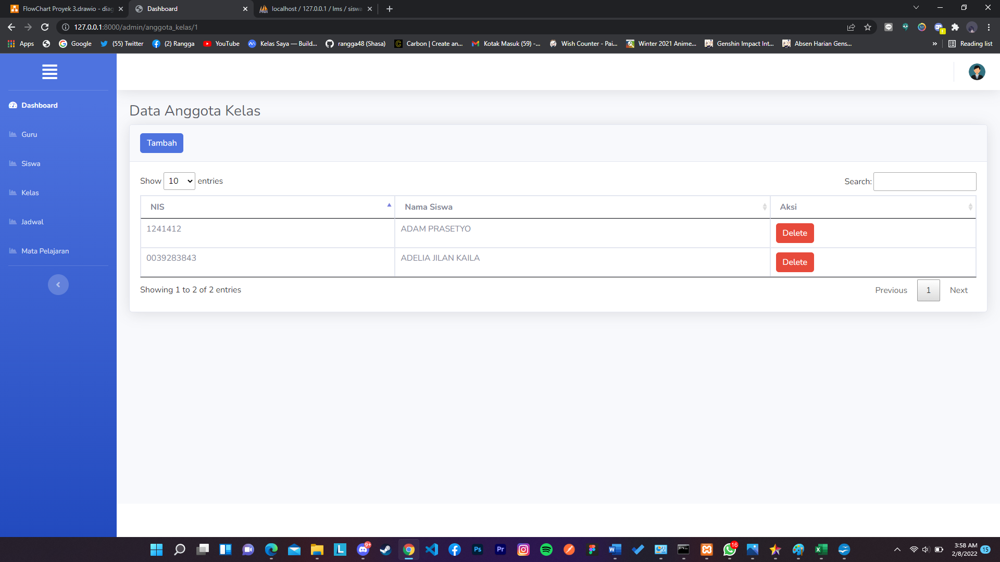 FlowChart Proyek 3.drawio - diag
Dashboard
localhost / 127.0.0.1 / lms / siswa
127.0.0.1:8000/admin/anggota_kelas/1
Apps
Google
(55) Twitter
(2) Rangga
YouTube
Kelas Saya — Build...
rangga48 (Shasa)
Carbon | Create an...
Kotak Masuk (59) -...
Wish Counter - Pai...
Winter 2021 Anime...
Genshin Impact Int...
Absen Harian Gens...
»
Reading list
Dashboard
Guru
Siswa
Kelas
Jadwal
Mata Pelajaran
Data Anggota Kelas
Tambah
Show 10 entries
Search:
NIS Nama Siswa Aksi
1241412 ADAM PRASETYO Delete
0039283843 ADELIA JILAN KAILA Delete
Showing 1 to 2 of 2 entries
Previous 1 Next
L
9+
Ps
Pr
16
3:58 AM
2/8/2022
15